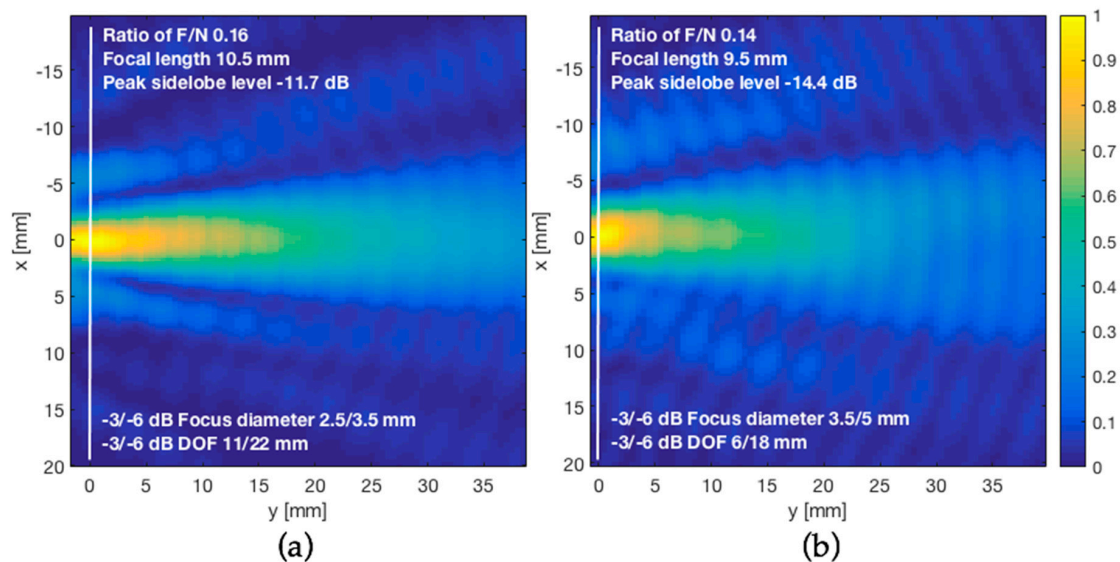 Ratio of F/N 0.16
Focal length 10.5 mm
Peak sidelobe level -11.7 dB
-3/-6 dB Focus diameter 2.5/3.5 mm
-3/-6 dB DOF 11/22 mm
-15
-10
-5
0
5
10
15
20
x [mm]
0
5
10
15
20
25
30
35
y [mm]
(a)
Ratio of F/N 0.14
Focal length 9.5 mm
Peak sidelobe level -14.4 dB
-3/-6 dB Focus diameter 3.5/5 mm
-3/-6 dB DOF 6/18 mm
-15
-10
-5
0
5
10
15
20
x [mm]
0
5
10
15
20
25
30
35
y [mm]
(b)
1
0.9
0.8
0.7
0.6
0.5
0.4
0.3
0.2
0.1
0